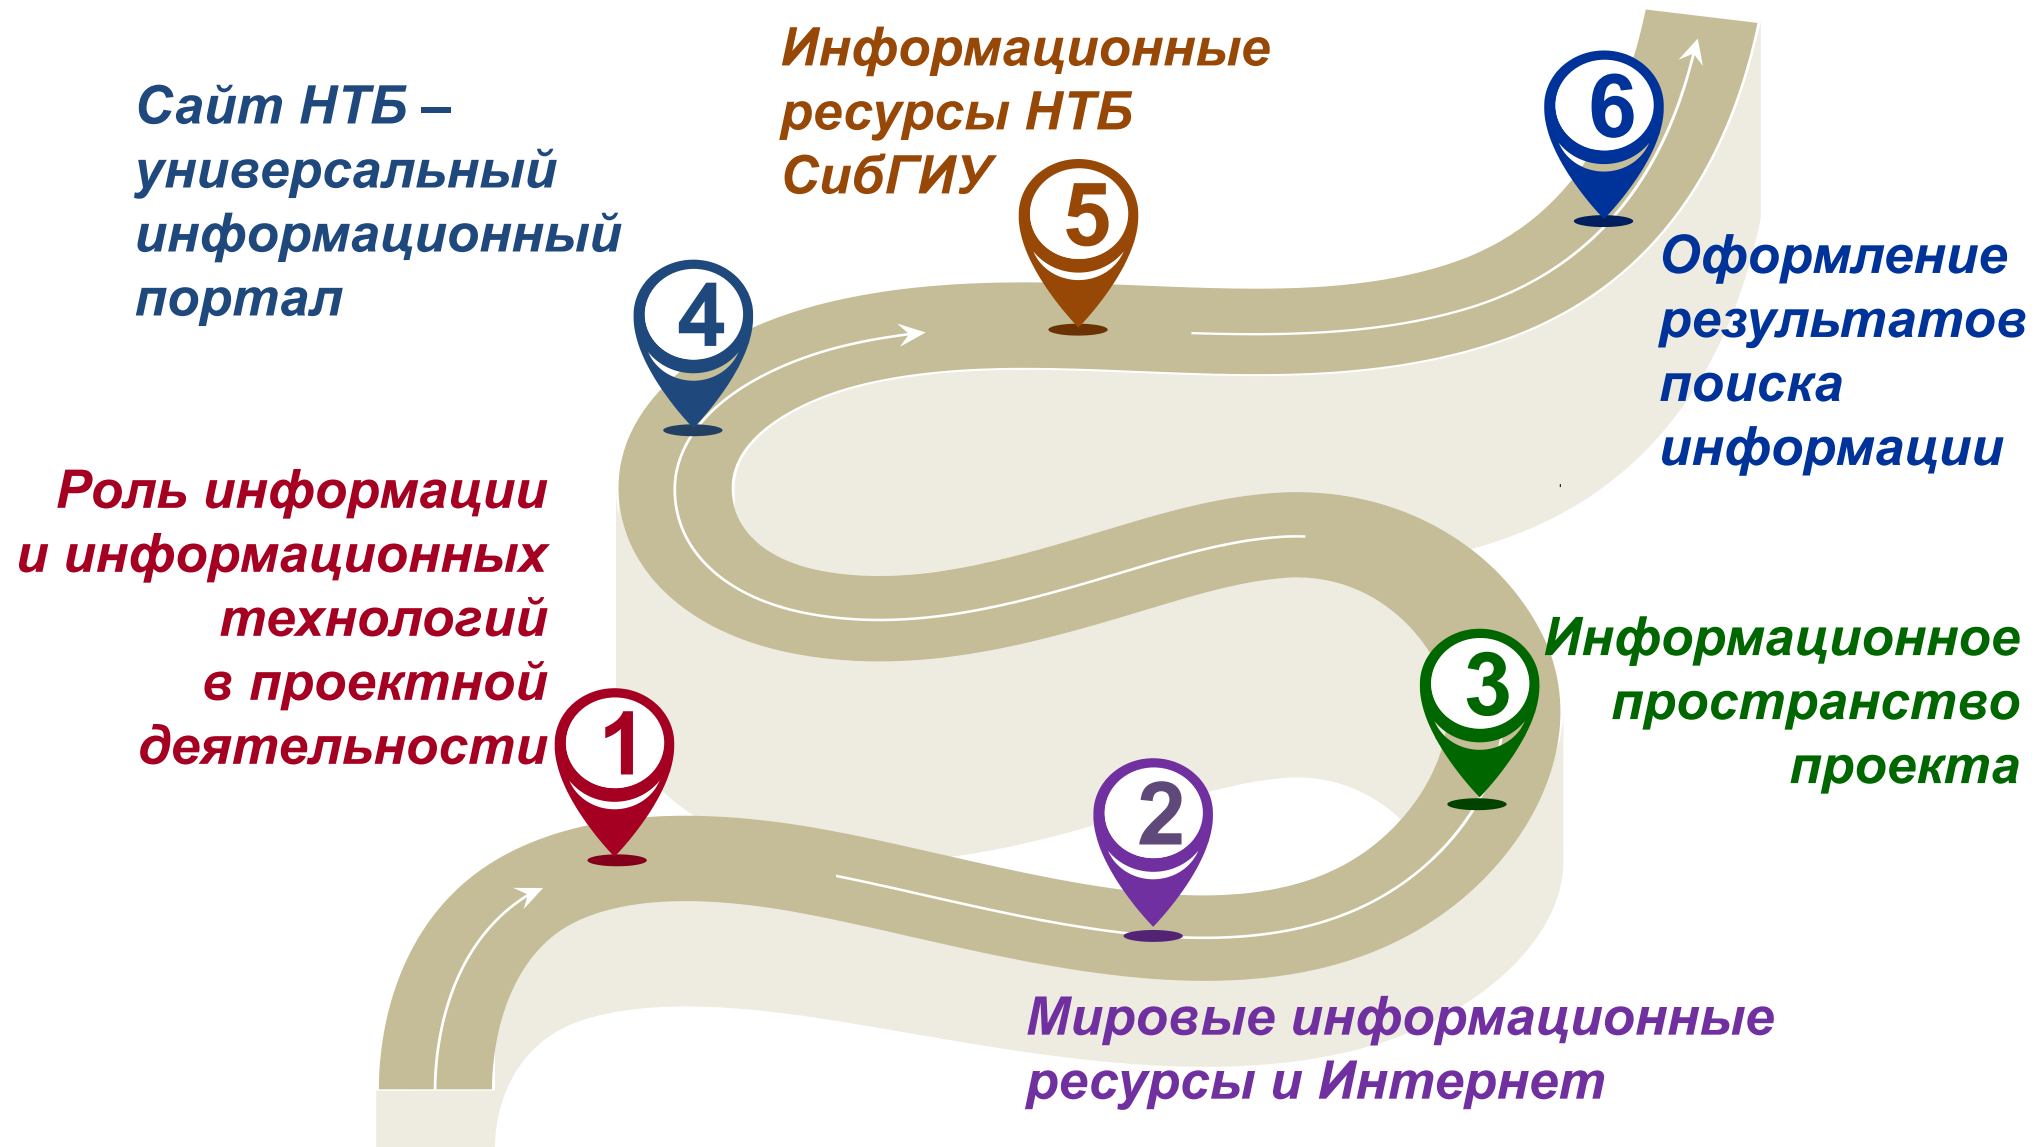 Сайт НТБ –
универсальный
информационный
портал
4
Информационные
ресурсы НТБ
СибГИУ
5
6
Оформление
результатов
поиска
информации
Роль информации
и информационных
технологий
в проектной
деятельности
1
3
Информационное
пространство
проекта
2
Мировые информационные
ресурсы и Интернет